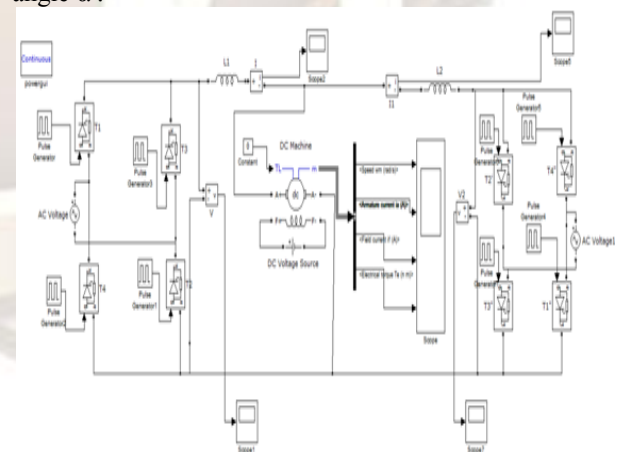 angle α .
Continuous
powergui
L1
I
Scope2
I1
L2
Scope5
Pulse
Generator
T1
Pulse
Generator3
T3
AC Voltage
V
0
Constant
DC Machine
TL
m
A+
dc
A-
F+
F-
DC Voltage Source
<Speed wm (rad/s)>
<Armature current ia (A)>
<Field current if (A)>
<Electrical torque Te (n m)>
Scope
V2
Pulse
T2'
Pulse
Generator5
T4'
Pulse
Generator4
AC Voltage1
Pulse
T3'
T1'
Pulse
Generator2
T4
Pulse
Generator1
T2
Scope1